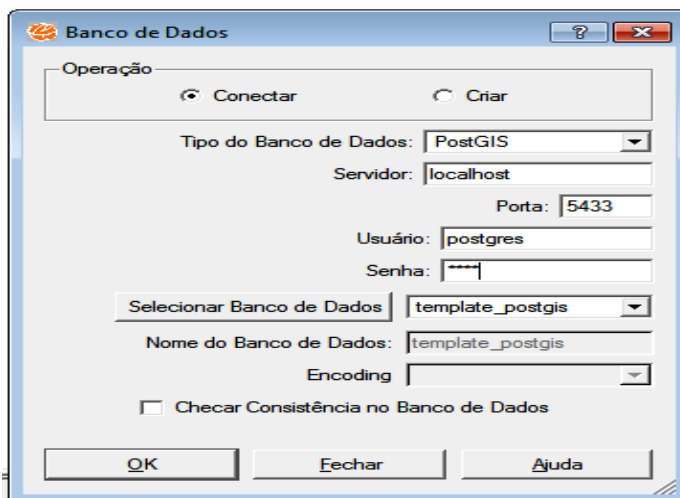 Banco de Dados
Operação
Conectar Criar
Tipo do Banco de Dados: PostGIS
Servidor: localhost
Porta: 5433
Usuário: postgres
Senha: ****
Selecionar Banco de Dados template_postgis
Nome do Banco de Dados: template_postgis
Encoding
Checar Consistência no Banco de Dados
OK Fechar Ajuda